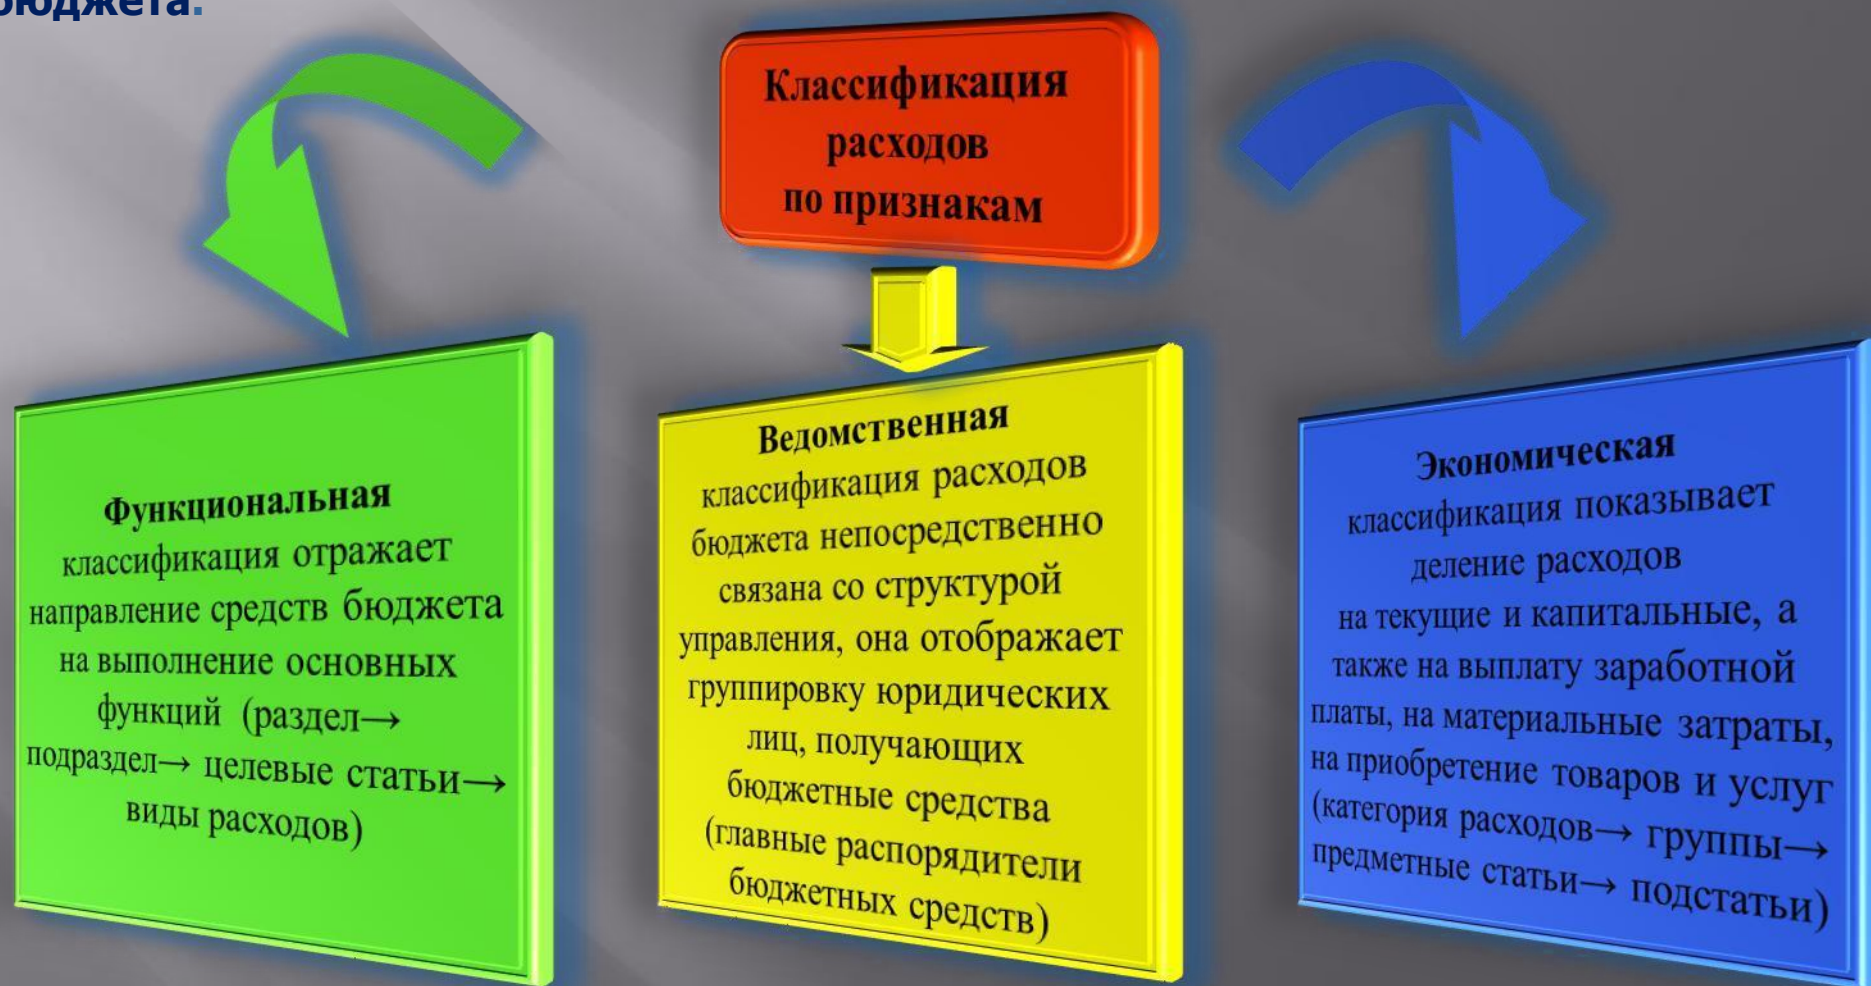 бюджета.
Классификация
расходов
по признакам
Функциональная
классификация отражает
направление средств бюджета
на выполнение основных
функций (раздел→
подраздел→ целевые статьи→
виды расходов)
Ведомственная
классификация расходов
бюджета непосредственно
связана со структурой
управления, она отображает
группировку юридических
лиц, получающих
бюджетные средства
(главные распорядители
бюджетных средств)
Экономическая
классификация показывает
деление расходов
на текущие и капитальные, а
также на выплату заработной
платы, на материальные затраты,
на приобретение товаров и услуг
(категория расходов→ группы→
предметные статьи→ подстатьи)